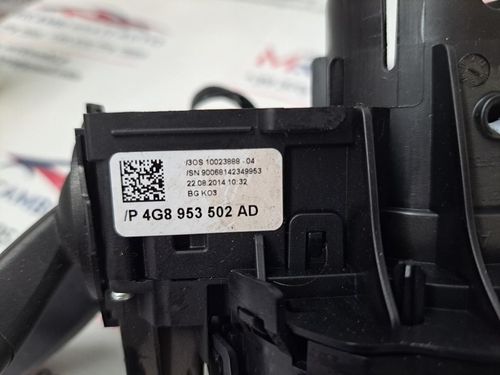 /3OS 10023888 - 04
/SN 90068142349953
22.08.2014 10:32
BG K03
/P 4G8 953 502 AD